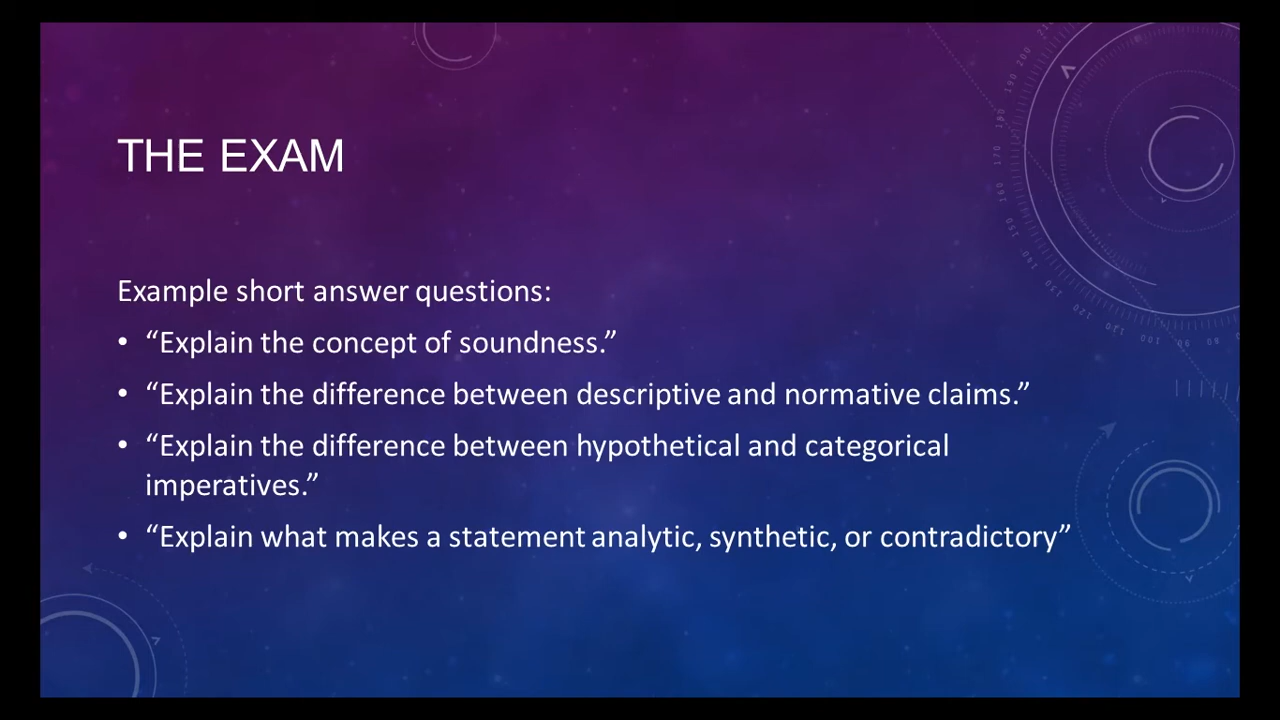 THE EXAM
Example short answer questions:
• “Explain the concept of soundness.”
• “Explain the difference between descriptive and normative claims.”
• “Explain the difference between hypothetical and categorical
imperatives.”
• “Explain what makes a statement analytic, synthetic, or contradictory”